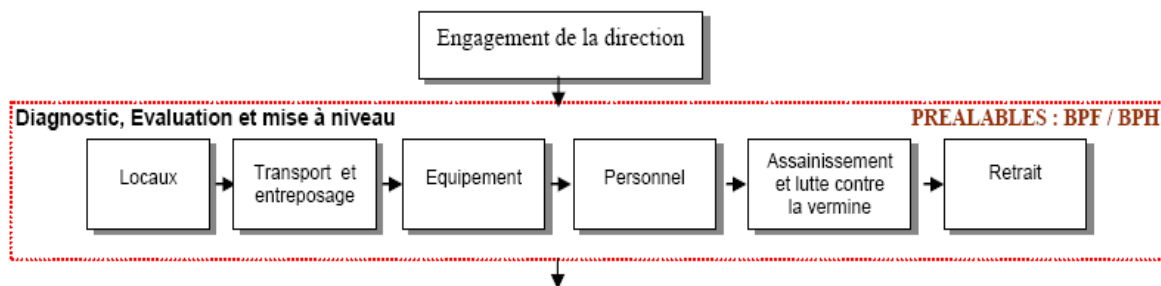 Engagement de la direction
Diagnostic, Evaluation et mise à niveau
PREALABLES : BPF / BPH
Locaux
Transport et
entreposage
Equipement
Personnel
Assainissement
et lutte contre
la vermine
Retrait